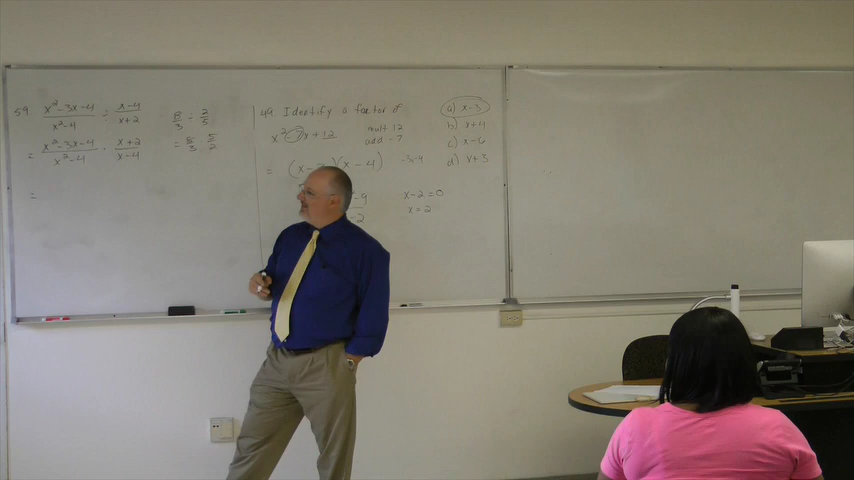 59 (x²-3x-4)/(x²-4) ÷ (x-4)/(x+2)
8/3 ÷ 2/5
= (x²-3x-4)/(x²-4) · (x+2)/(x-4)
= 8/3 · 5/2
=
49. Identify a factor of
x²-7x+12
mult 12
add -7
= (x-3)(x-4)
-3, -4
-9
-2
x-2=0
x=2
a) x-3
b) x+4
c) x-6
d) x+3